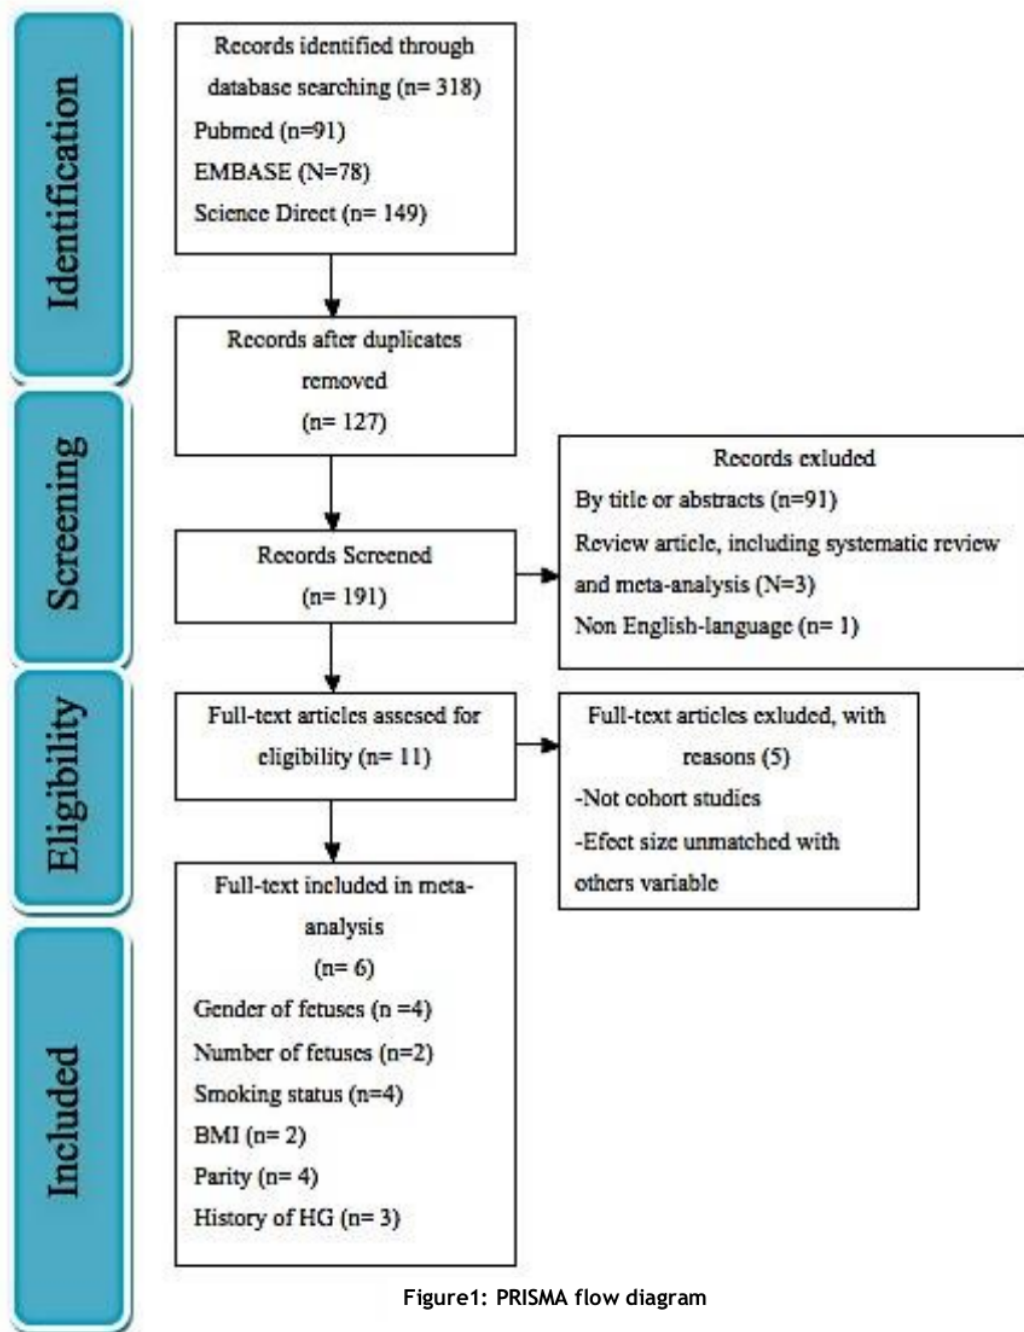 Identification
Records identified through
database searching (n= 318)
Pubmed (n=91)
EMBASE (N=78)
Science Direct (n= 149)
Records after duplicates
removed
(n= 127)
Screening
Records Screened
(n= 191)
Records exluded
By title or abstracts (n=91)
Review article, including systematic review
and meta-analysis (N=3)
Non English-language (n= 1)
Eligibility
Full-text articles assesed for
eligibility (n= 11)
Full-text articles exluded, with
reasons (5)
-Not cohort studies
-Efect size unmatched with
others variable
Included
Full-text included in meta-
analysis
(n= 6)
Gender of fetuses (n =4)
Number of fetuses (n=2)
Smoking status (n=4)
BMI (n= 2)
Parity (n= 4)
History of HG (n= 3)
Figure1: PRISMA flow diagram